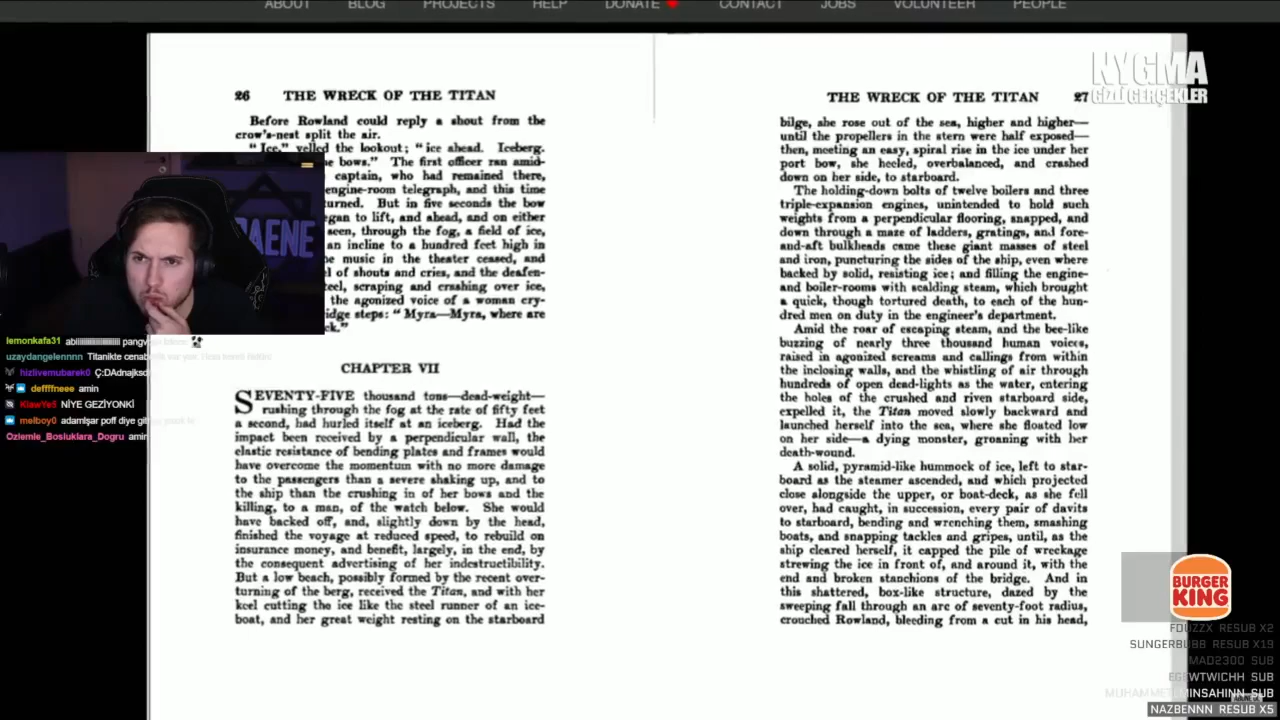 ABOUT BLOG PROJECTS HELP DONATE CONTACT JOBS VOLUNTEER PEOPLE
NYGMA
GİZLİ GERÇEKLER
26 THE WRECK OF THE TITAN
Before Rowland could reply a shout from the
crow's-nest split the air.
"Ice," yelled the lookout; "ice ahead. Iceberg.
bows." The first officer ran amid-
captain, who had remained there,
engine-room telegraph, and this time
turned. But in five seconds the bow
to lift, and ahead, and on either
seen, through the fog, a field of ice,
an incline to a hundred feet high in
music in the theater ceased, and
of shouts and cries, and the deafen-
scraping and crashing over ice,
the agonized voice of a woman cry-
steps: "Myra—Myra, where are
CHAPTER VII
SEVENTY-FIVE thousand tons—dead-weight—
rushing through the fog at the rate of fifty feet
a second, had hurled itself at an iceberg. Had the
impact been received by a perpendicular wall, the
elastic resistance of bending plates and frames would
have overcome the momentum with no more damage
to the passengers than a severe shaking up, and to
the ship than the crushing in of her bows and the
killing, to a man, of the watch below. She would
have backed off, and, slightly down by the head,
finished the voyage at reduced speed, to rebuild on
insurance money, and benefit, largely, in the end, by
the consequent advertising of her indestructibility.
But a low beach, possibly formed by the recent over-
turning of the berg, received the Titan, and with her
keel cutting the ice like the steel runner of an ice-
boat, and her great weight resting on the starboard
THE WRECK OF THE TITAN 27
bilge, she rose out of the sea, higher and higher—
until the propellers in the stern were half exposed—
then, meeting an easy, spiral rise in the ice under her
port bow, she heeled, overbalanced, and crashed
down on her side, to starboard.
The holding-down bolts of twelve boilers and three
triple-expansion engines, unintended to hold such
weights from a perpendicular flooring, snapped, and
down through a maze of ladders, gratings, and fore-
and-aft bulkheads came these giant masses of steel
and iron, puncturing the sides of the ship, even where
backed by solid, resisting ice; and filling the engine-
and boiler-rooms with scalding steam, which brought
a quick, though tortured death, to each of the hun-
dred men on duty in the engineer's department.
Amid the roar of escaping steam, and the bee-like
buzzing of nearly three thousand human voices,
raised in agonized screams and callings from within
the inclosing walls, and the whistling of air through
hundreds of open dead-lights as the water, entering
the holes of the crushed and riven starboard side,
expelled it, the Titan moved slowly backward and
launched herself into the sea, where she floated low
on her side—a dying monster, groaning with her
death-wound.
A solid, pyramid-like hummock of ice, left to star-
board as the steamer ascended, and which projected
close alongside the upper, or boat-deck, as she fell
over, had caught, in succession, every pair of davits
to starboard, bending and wrenching them, smashing
boats, and snapping tackles and gripes, until, as the
ship cleared herself, it capped the pile of wreckage
strewing the ice in front of, and around it, with the
end and broken stanchions of the bridge. And in
this shattered, box-like structure, dazed by the
sweeping fall through an arc of seventy-foot radius,
crouched Rowland, bleeding from a cut in his head,
lemonkafa31
uzaydangelennnn Titanikte
hizlivemubarek0 Ç:DAdnajksd
deffffneee amin
KlawYeS NİYE GEZİYONKİ
melboy0 adamlşar poff diye
Ozlemle_Bosluklara_Dogru amin
BURGER
KING
FDUZZX RESUB X2
SUNGERBUBB RESUB X19
MAD2300 SUB
SUB
SUB
NAZBENNN RESUB X5